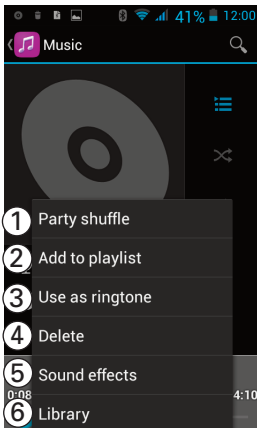 41% 12:00
Music
1 Party shuffle
2 Add to playlist
3 Use as ringtone
4 Delete
5 Sound effects
0:08 4:10
6 Library